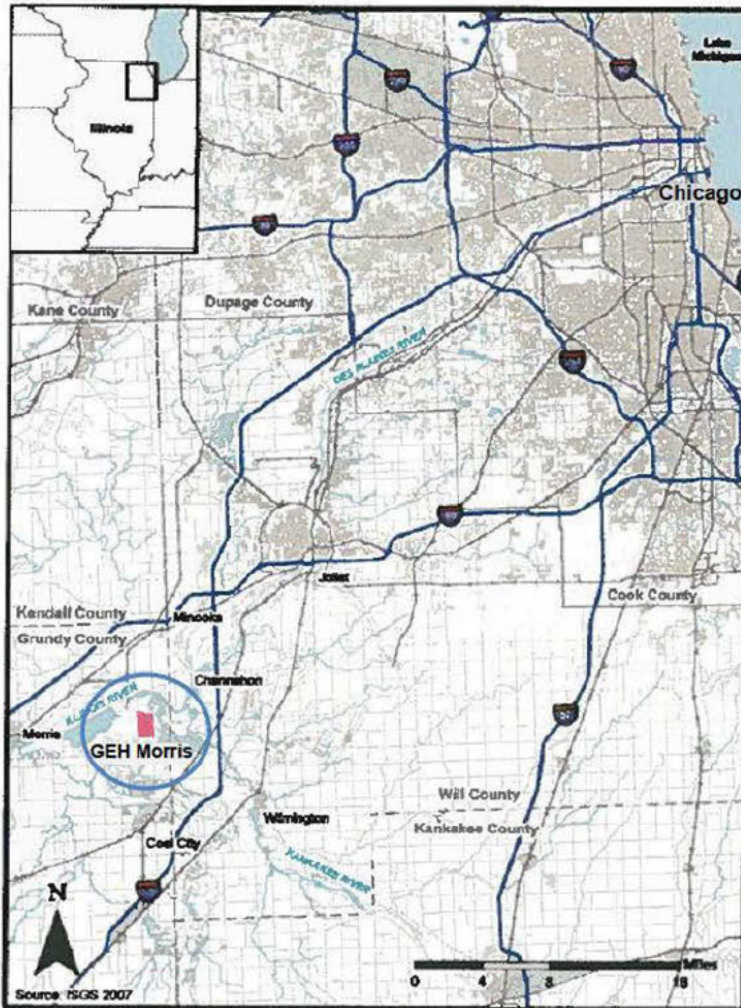 Lake
Michigan
Illinois
Chicago
Kane County
Dupage County
DES PLAINES RIVER
Joliet
Cook County
Kendall County
Minooka
Grundy County
Channahon
ILLINOIS RIVER
Morris
GEH Morris
Will County
Wilmington
Kankakee County
Coal City
KANKAKEE RIVER
N
Miles
0 4 8 16
Source: ISGS 2007